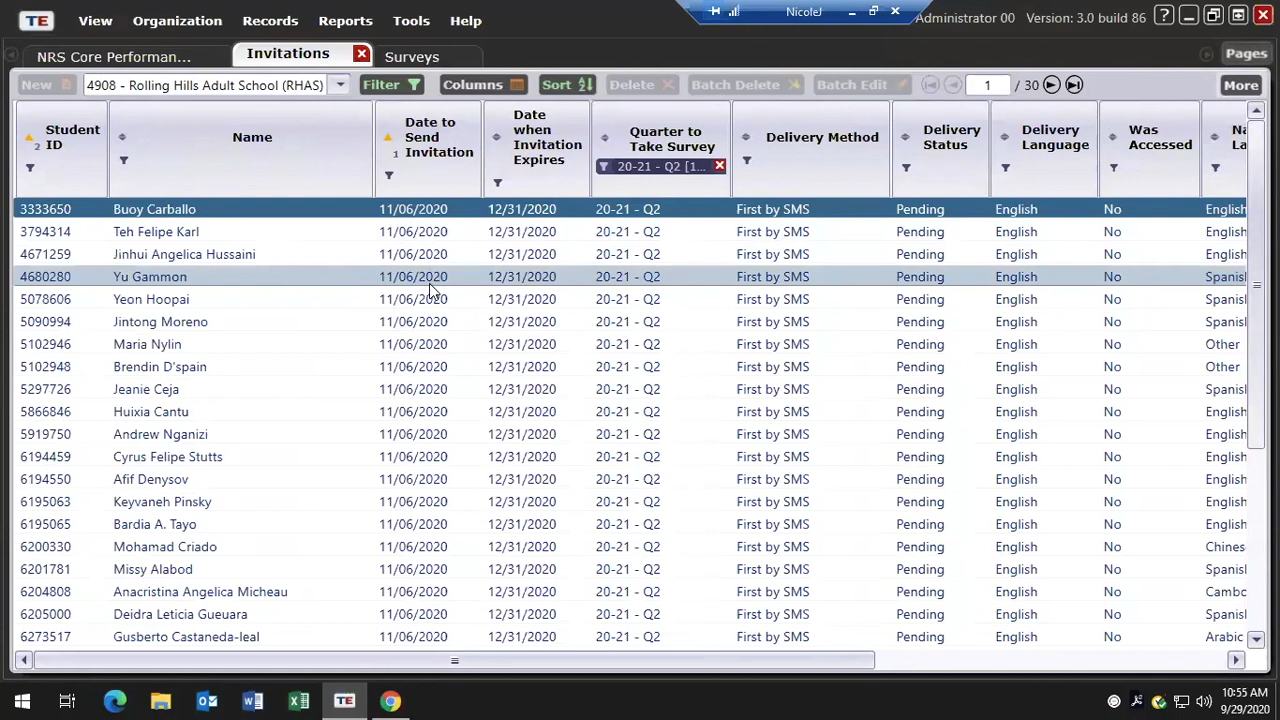 TE View Organization Records Reports Tools Help NicoleJ Administrator 00 Version: 3.0 build 86 ?
NRS Core Performan... Invitations Surveys Pages
New 4908 - Rolling Hills Adult School (RHAS) Filter Columns Sort Delete Batch Delete Batch Edit 1 / 30 More
Student ID 2 Name Date to Send Invitation 1 Date when Invitation Expires Quarter to Take Survey 20-21 - Q2 [1... Delivery Method Delivery Status Delivery Language Was Accessed
3333650 Buoy Carballo 11/06/2020 12/31/2020 20-21 - Q2 First by SMS Pending English No English
3794314 Teh Felipe Karl 11/06/2020 12/31/2020 20-21 - Q2 First by SMS Pending English No English
4671259 Jinhui Angelica Hussaini 11/06/2020 12/31/2020 20-21 - Q2 First by SMS Pending English No English
4680280 Yu Gammon 11/06/2020 12/31/2020 20-21 - Q2 First by SMS Pending English No Spanish
5078606 Yeon Hoopai 11/06/2020 12/31/2020 20-21 - Q2 First by SMS Pending English No Spanish
5090994 Jintong Moreno 11/06/2020 12/31/2020 20-21 - Q2 First by SMS Pending English No Spanish
5102946 Maria Nylin 11/06/2020 12/31/2020 20-21 - Q2 First by SMS Pending English No Other
5102948 Brendin D'spain 11/06/2020 12/31/2020 20-21 - Q2 First by SMS Pending English No Other
5297726 Jeanie Ceja 11/06/2020 12/31/2020 20-21 - Q2 First by SMS Pending English No Spanish
5866846 Huixia Cantu 11/06/2020 12/31/2020 20-21 - Q2 First by SMS Pending English No Spanish
5919750 Andrew Nganizi 11/06/2020 12/31/2020 20-21 - Q2 First by SMS Pending English No English
6194459 Cyrus Felipe Stutts 11/06/2020 12/31/2020 20-21 - Q2 First by SMS Pending English No English
6194550 Afif Denysov 11/06/2020 12/31/2020 20-21 - Q2 First by SMS Pending English No English
6195063 Keyvaneh Pinsky 11/06/2020 12/31/2020 20-21 - Q2 First by SMS Pending English No English
6195065 Bardia A. Tayo 11/06/2020 12/31/2020 20-21 - Q2 First by SMS Pending English No English
6200330 Mohamad Criado 11/06/2020 12/31/2020 20-21 - Q2 First by SMS Pending English No Chinese
6201781 Missy Alabod 11/06/2020 12/31/2020 20-21 - Q2 First by SMS Pending English No English
6204808 Anacristina Angelica Micheau 11/06/2020 12/31/2020 20-21 - Q2 First by SMS Pending English No Cambo
6205000 Deidra Leticia Gueuara 11/06/2020 12/31/2020 20-21 - Q2 First by SMS Pending English No Spanish
6273517 Gusberto Castaneda-leal 11/06/2020 12/31/2020 20-21 - Q2 First by SMS Pending English No Arabic
TE 10:55 AM
9/29/2020